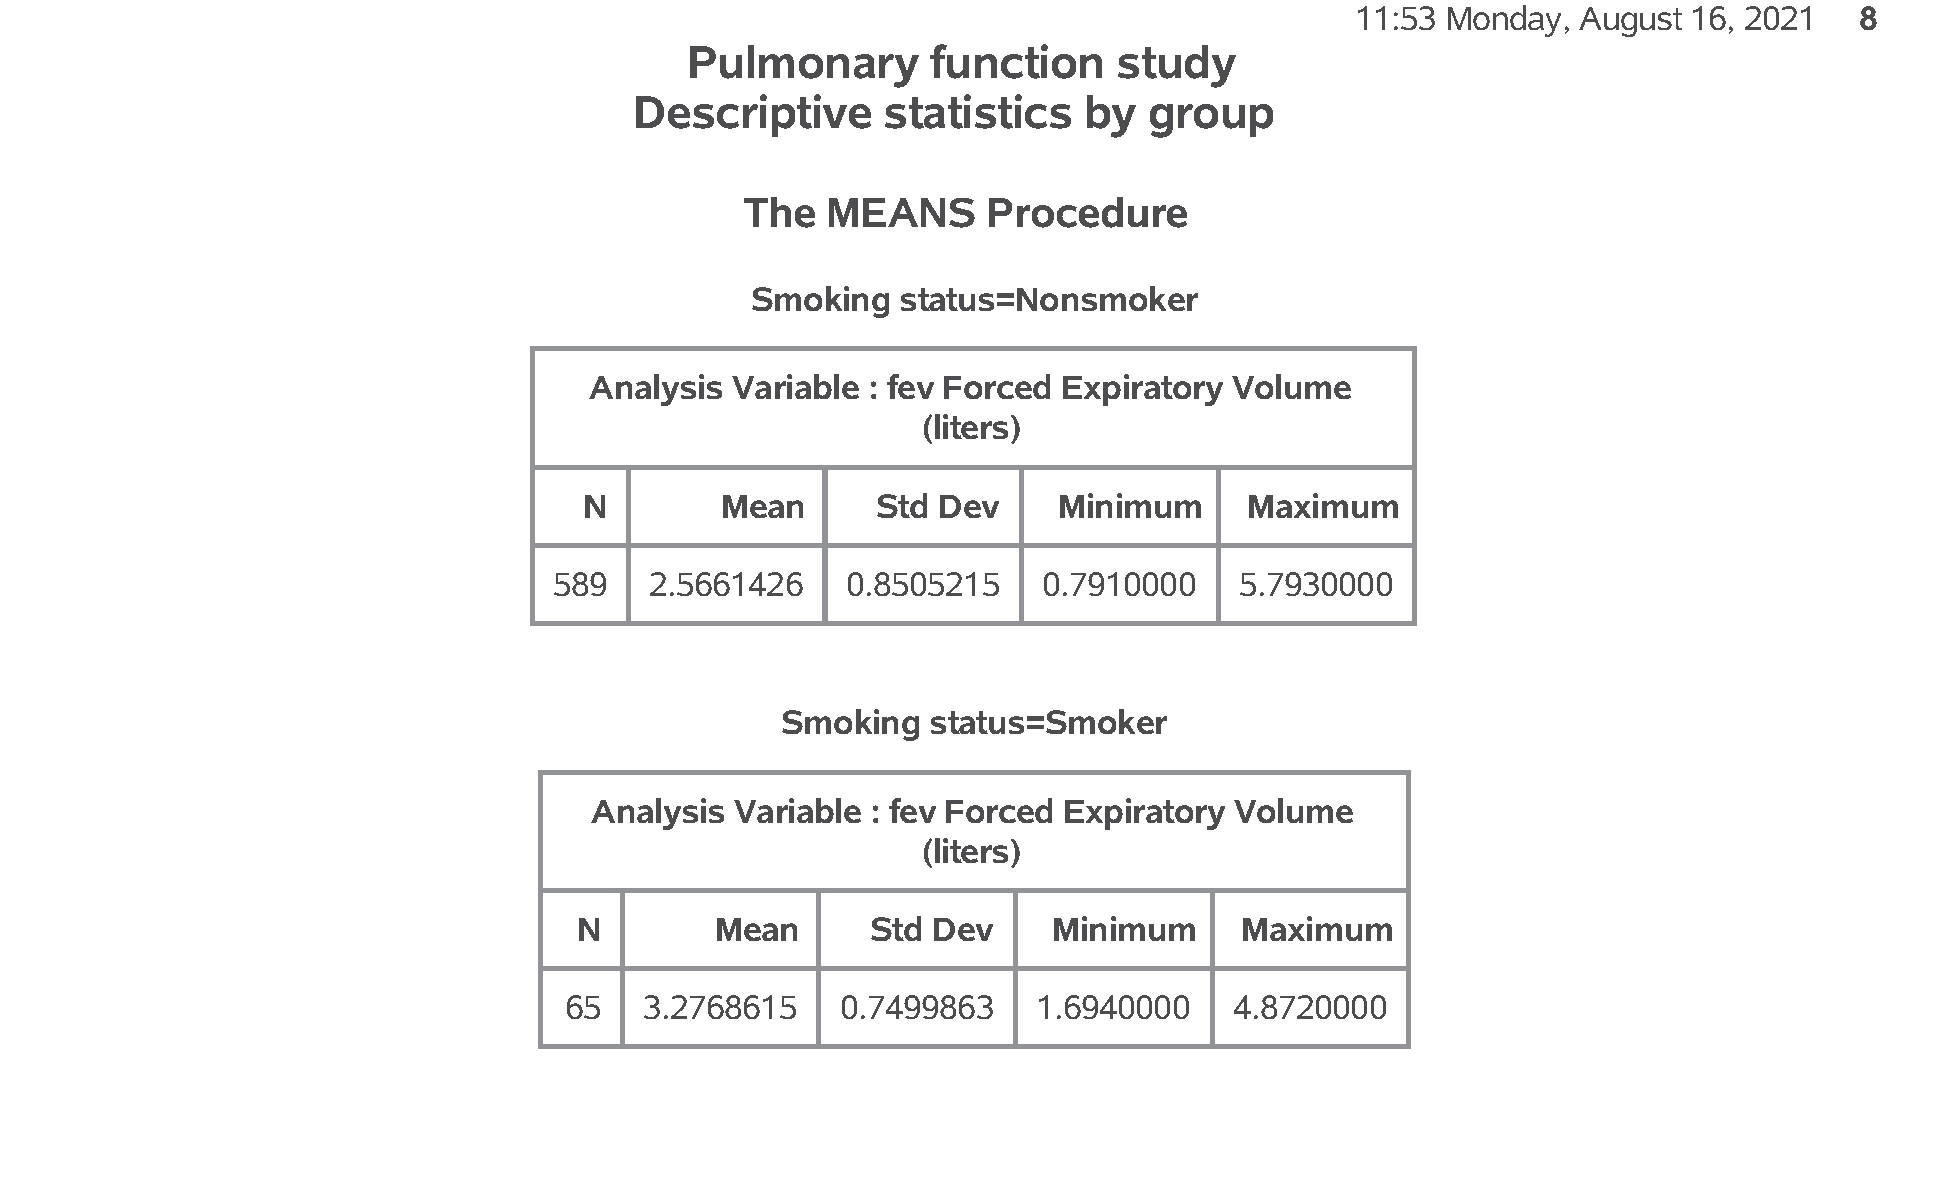 11:53 Monday, August 16, 2021 8
Pulmonary function study
Descriptive statistics by group
The MEANS Procedure
Smoking status=Nonsmoker
Analysis Variable : fev Forced Expiratory Volume
(liters)
N Mean Std Dev Minimum Maximum
589 2.5661426 0.8505215 0.7910000 5.7930000
Smoking status=Smoker
Analysis Variable : fev Forced Expiratory Volume
(liters)
N Mean Std Dev Minimum Maximum
65 3.2768615 0.7499863 1.6940000 4.8720000